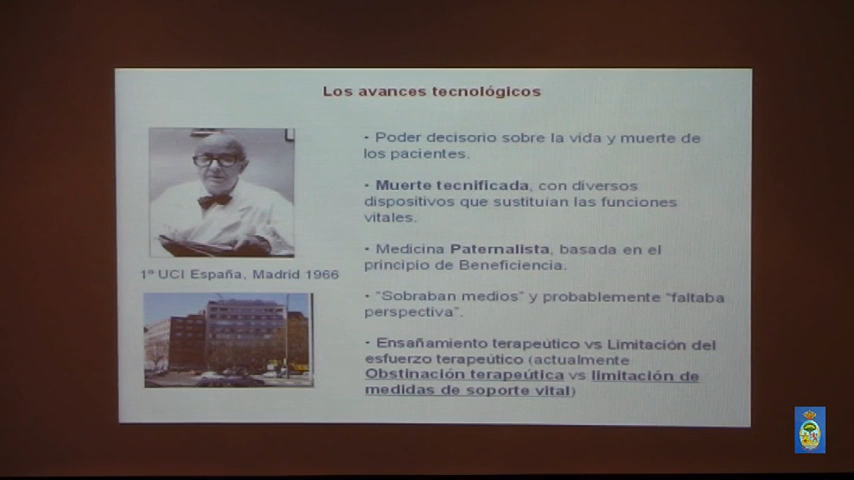 Los avances tecnológicos
• Poder decisorio sobre la vida y muerte de
los pacientes.
• Muerte tecnificada, con diversos
dispositivos que sustituían las funciones
vitales.
• Medicina Paternalista, basada en el
principio de Beneficiencia.
• "Sobraban medios" y probablemente "faltaba
perspectiva".
• Ensañamiento terapeútico vs Limitación del
esfuerzo terapeútico (actualmente
Obstinación terapeútica vs limitación de
medidas de soporte vital)
1ª UCI España, Madrid 1966